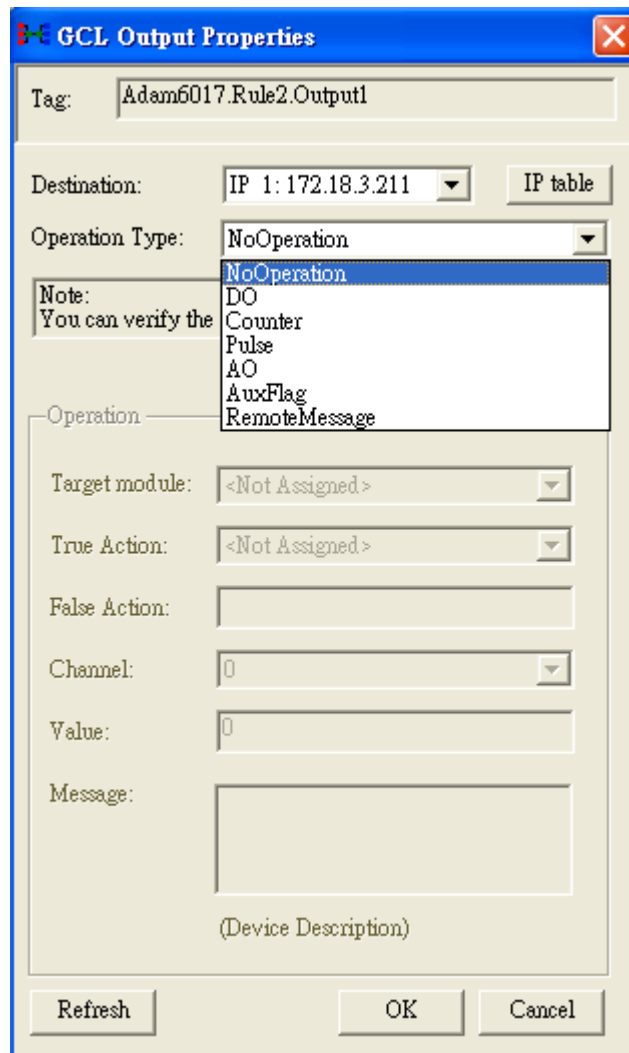 GCL Output Properties
Tag: Adam6017.Rule2.Output1
Destination: IP 1: 172.18.3.211 IP table
Operation Type: NoOperation
NoOperation
DO
Counter
Pulse
AO
AuxFlag
RemoteMessage
Note:
You can verify the
Operation
Target module: <Not Assigned>
True Action: <Not Assigned>
False Action:
Channel: 0
Value: 0
Message:
(Device Description)
Refresh OK Cancel